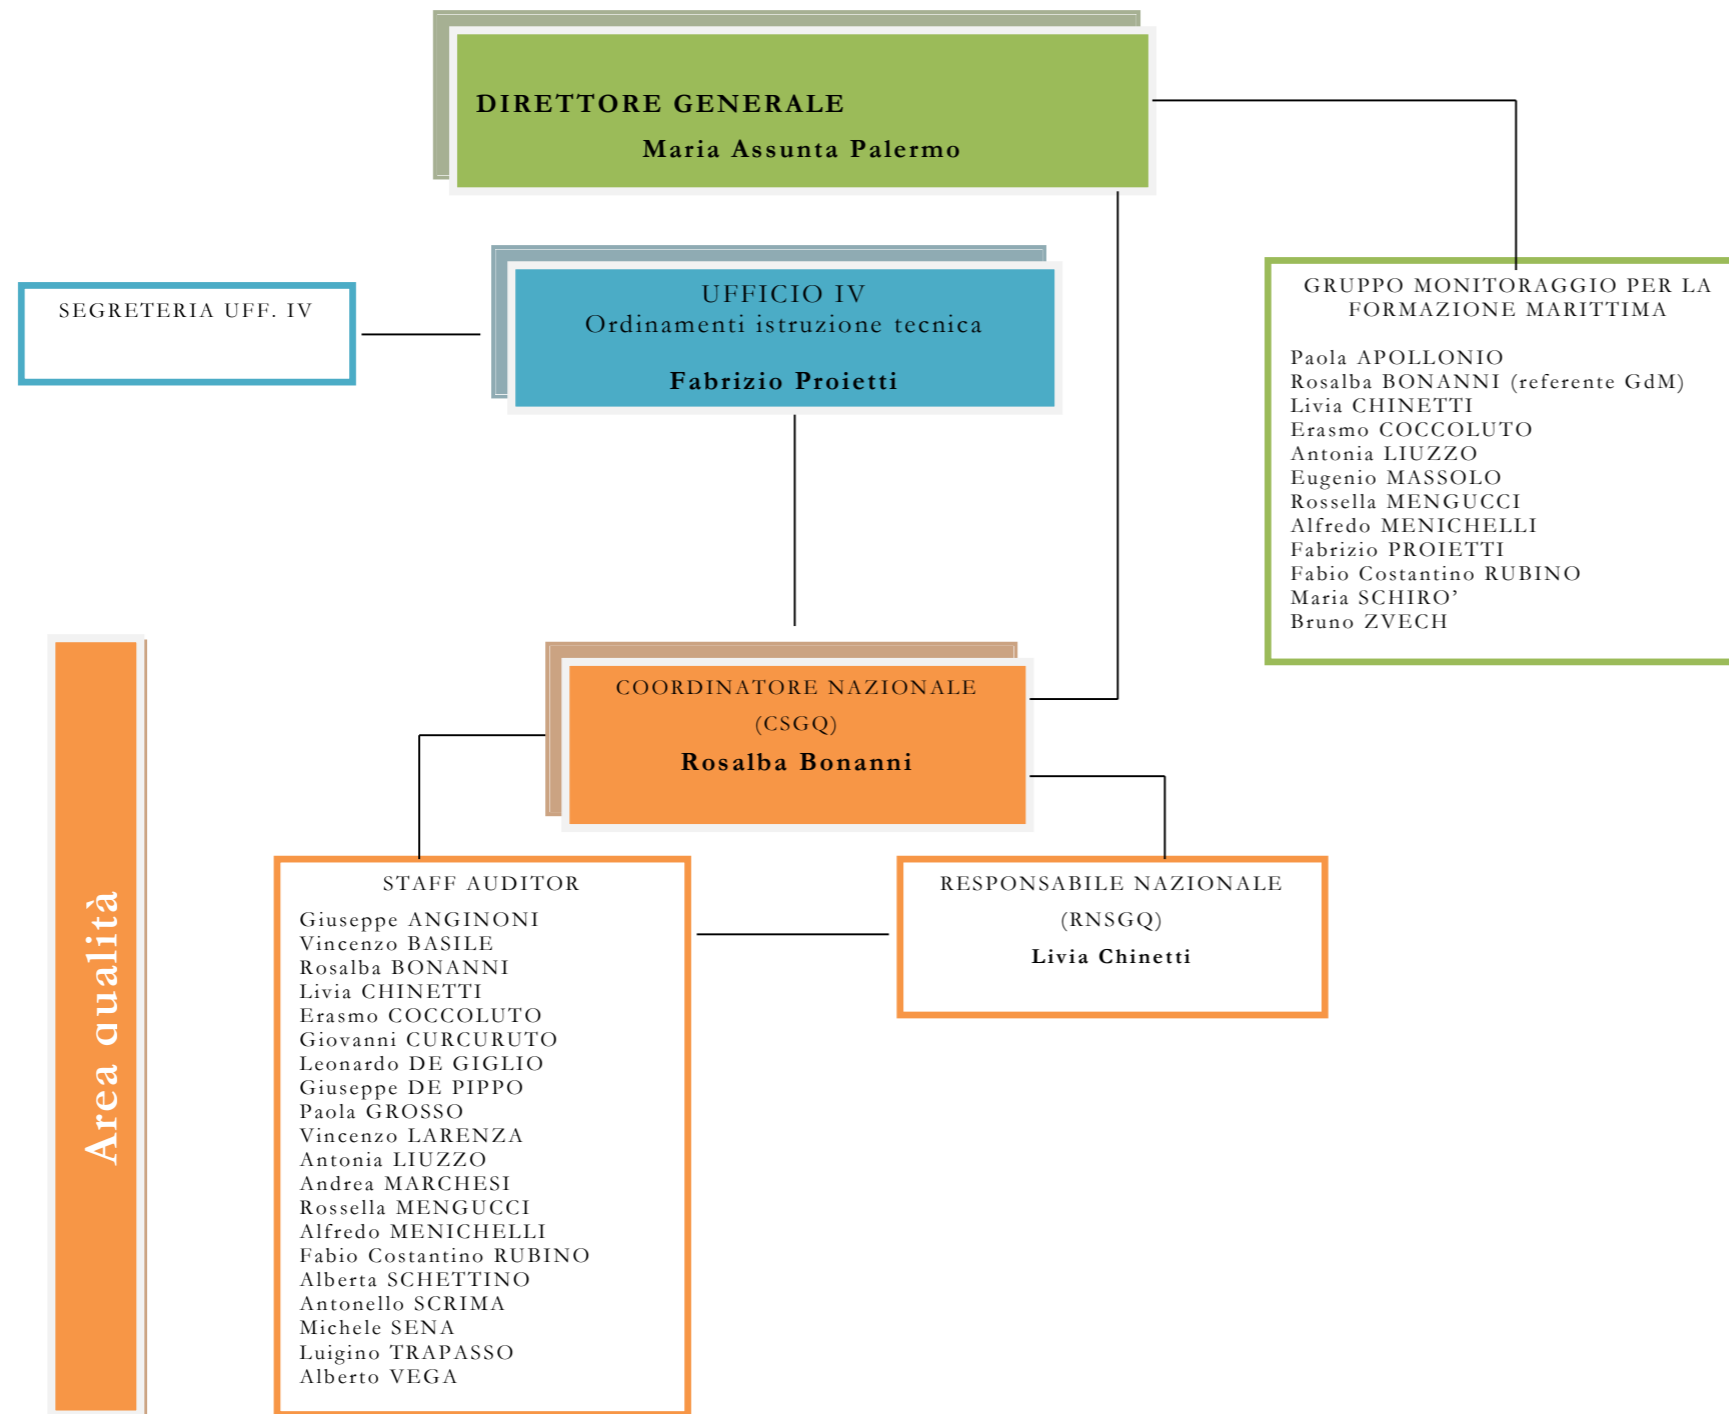 DIRETTORE GENERALE
Maria Assunta Palermo
SEGRETERIA UFF. IV
UFFICIO IV
Ordinamenti istruzione tecnica
Fabrizio Proietti
GRUPPO MONITORAGGIO PER LA
FORMAZIONE MARITTIMA
Paola APOLLONIO
Rosalba BONANNI (referente GdM)
Livia CHINETTI
Erasmo COCCOLUTO
Antonia LIUZZO
Eugenio MASSOLO
Rossella MENGUCCI
Alfredo MENICHELLI
Fabrizio PROIETTI
Fabio Costantino RUBINO
Maria SCHIRO’
Bruno ZVECH
Area qualità
COORDINATORE NAZIONALE
(CSGQ)
Rosalba Bonanni
STAFF AUDITOR
Giuseppe ANGINONI
Vincenzo BASILE
Rosalba BONANNI
Livia CHINETTI
Erasmo COCCOLUTO
Giovanni CURCURUTO
Leonardo DE GIGLIO
Giuseppe DE PIPPO
Paola GROSSO
Vincenzo LARENZA
Antonia LIUZZO
Andrea MARCHESI
Rossella MENGUCCI
Alfredo MENICHELLI
Fabio Costantino RUBINO
Alberta SCHETTINO
Antonello SCRIMA
Michele SENA
Luigino TRAPASSO
Alberto VEGA
RESPONSABILE NAZIONALE
(RNSGQ)
Livia Chinetti